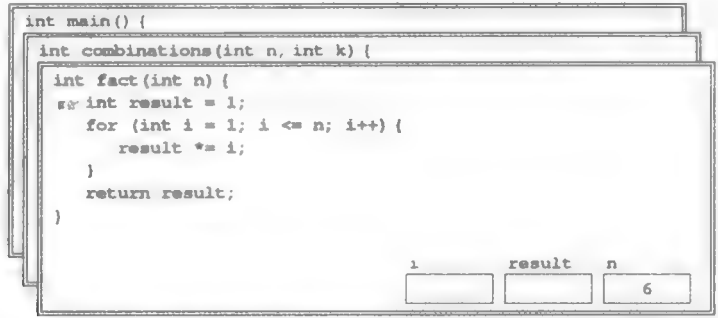 int main() {
int combinations(int n, int k) {
int fact(int n) {
☞ int result = 1;
for (int i = 1; i <= n; i++) {
result *= i;
}
return result;
}
i result n
6